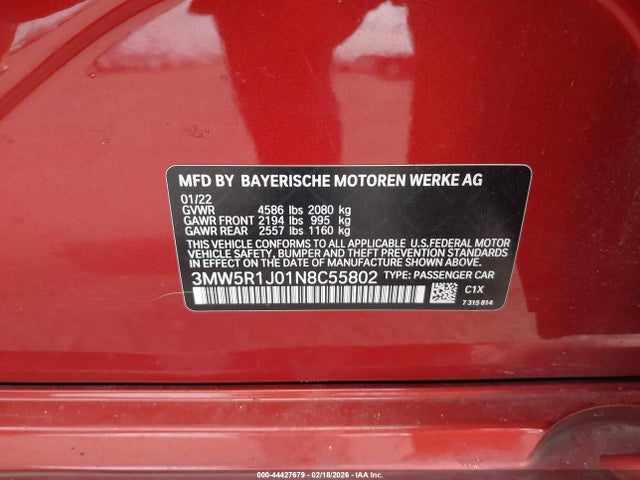 MFD BY BAYERISCHE MOTOREN WERKE AG
01/22
GVWR 4586 lbs 2080 kg
GAWR FRONT 2194 lbs 995 kg
GAWR REAR 2557 lbs 1160 kg
THIS VEHICLE CONFORMS TO ALL APPLICABLE U.S.FEDERAL MOTOR
VEHICLE SAFETY, BUMPER AND THEFT PREVENTION STANDARDS
IN EFFECT ON THE DATE OF MANUFACTURE SHOWN ABOVE.
3MW5R1J01N8C55802 TYPE: PASSENGER CAR
C1X
7 315 814
000-44427679 - 02/18/2026 - IAA Inc.